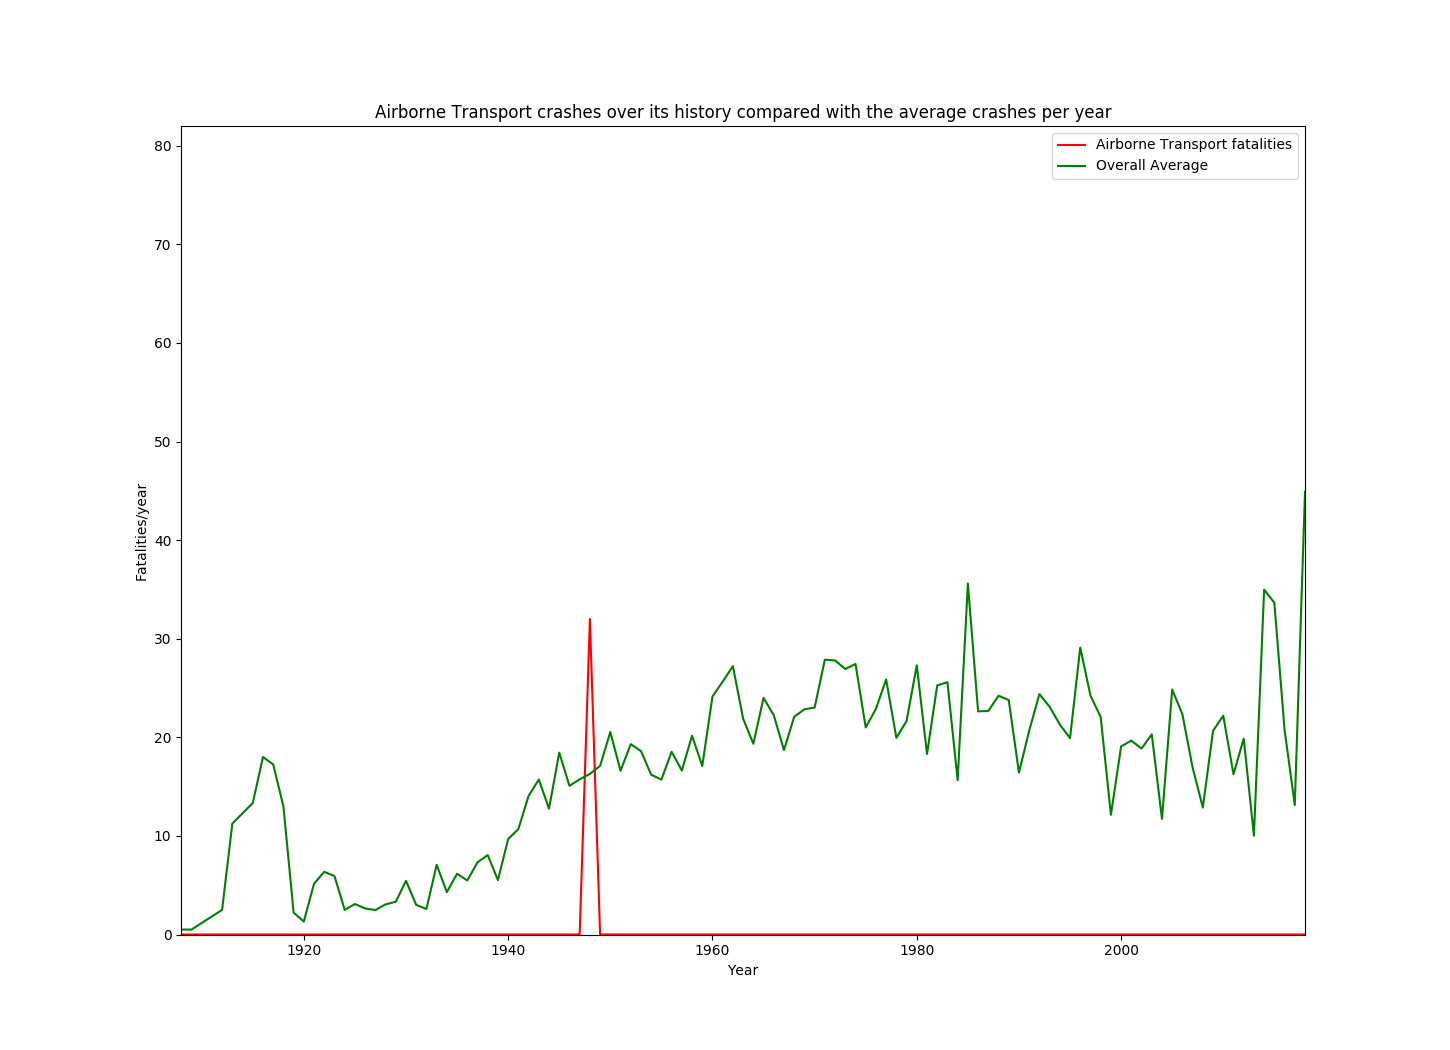 Airborne Transport crashes over its history compared with the average crashes per year
Airborne Transport fatalities
Overall Average
80
70
60
50
40
30
20
10
0
Fatalities/year
1920 1940 1960 1980 2000
Year